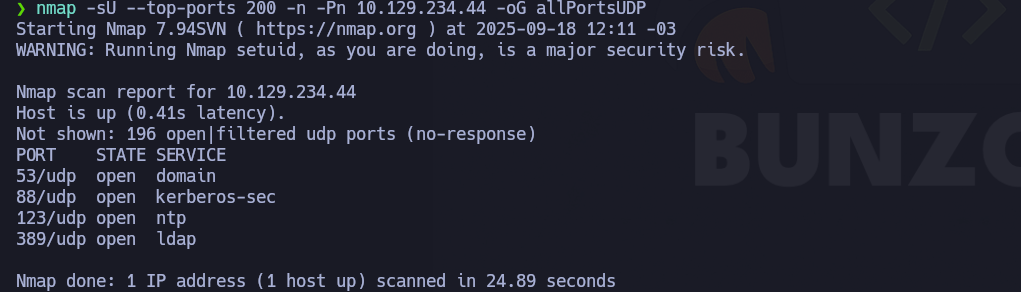 ❯ nmap -sU --top-ports 200 -n -Pn 10.129.234.44 -oG allPortsUDP
Starting Nmap 7.94SVN ( https://nmap.org ) at 2025-09-18 12:11 -03
WARNING: Running Nmap setuid, as you are doing, is a major security risk.

Nmap scan report for 10.129.234.44
Host is up (0.41s latency).
Not shown: 196 open|filtered udp ports (no-response)
PORT    STATE SERVICE
53/udp  open  domain
88/udp  open  kerberos-sec
123/udp open  ntp
389/udp open  ldap

Nmap done: 1 IP address (1 host up) scanned in 24.89 seconds